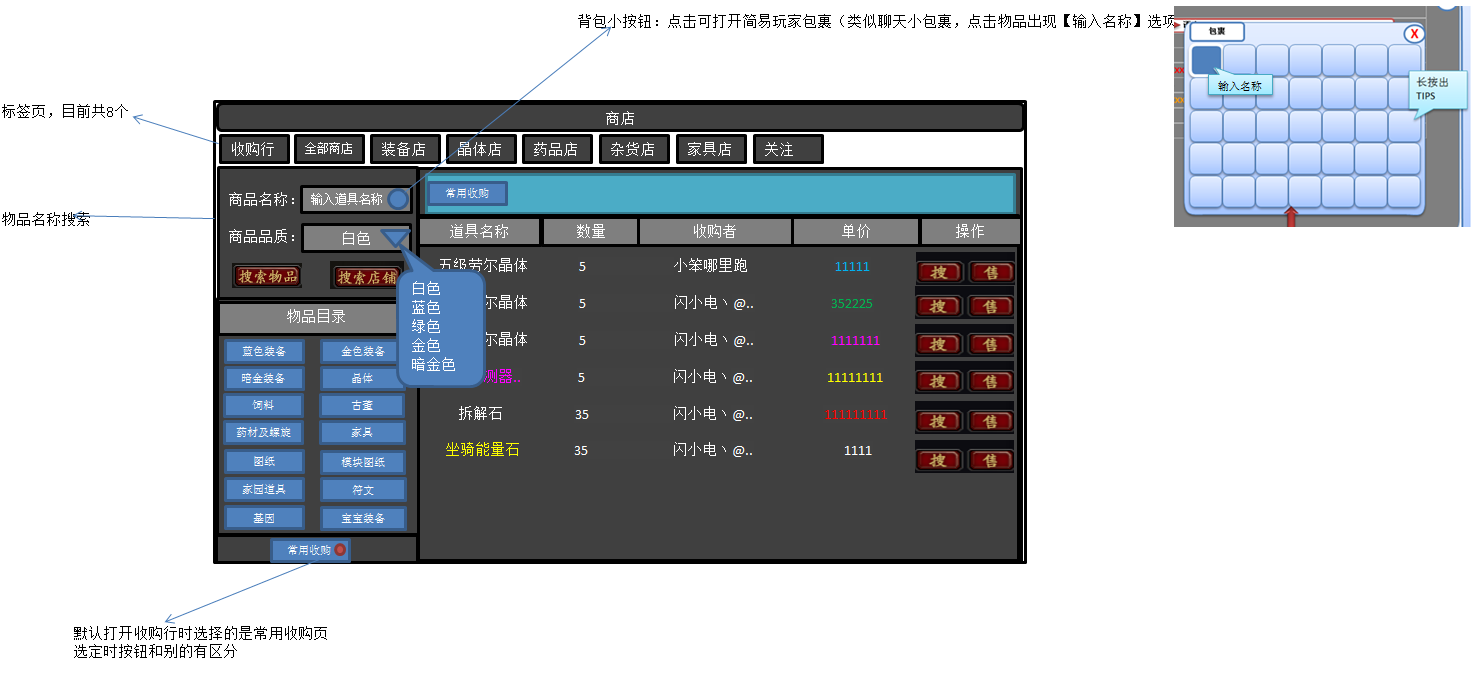 背包小按钮：点击可打开简易玩家包裹（类似聊天小包裹，点击物品出现【输入名称】选项
包裹
X
输入名称
长按出
TIPS
标签页，目前共8个
商店
收购行 全部商店 装备店 晶体店 药品店 杂货店 家具店 关注
物品名称搜索
商品名称： 输入道具名称
商品品质： 白色
搜索物品 搜索店铺
白色
蓝色
绿色
金色
暗金色
物品目录
蓝色装备 金色装备
暗金装备 晶体
饲料 古董
药材及螺旋 家具
图纸 模块图纸
家园道具 符文
基因 宝宝装备
常用收购
常用收购
道具名称 数量 收购者 单价 操作
五级劳尔晶体 5 小笨哪里跑 11111 搜 售
尔晶体 5 闪小电丶@.. 352225 搜 售
尔晶体 5 闪小电丶@.. 1111111 搜 售
测器.. 5 闪小电丶@.. 11111111 搜 售
拆解石 35 闪小电丶@.. 111111111 搜 售
坐骑能量石 35 闪小电丶@.. 1111 搜 售
默认打开收购行时选择的是常用收购页
选定时按钮和别的有区分